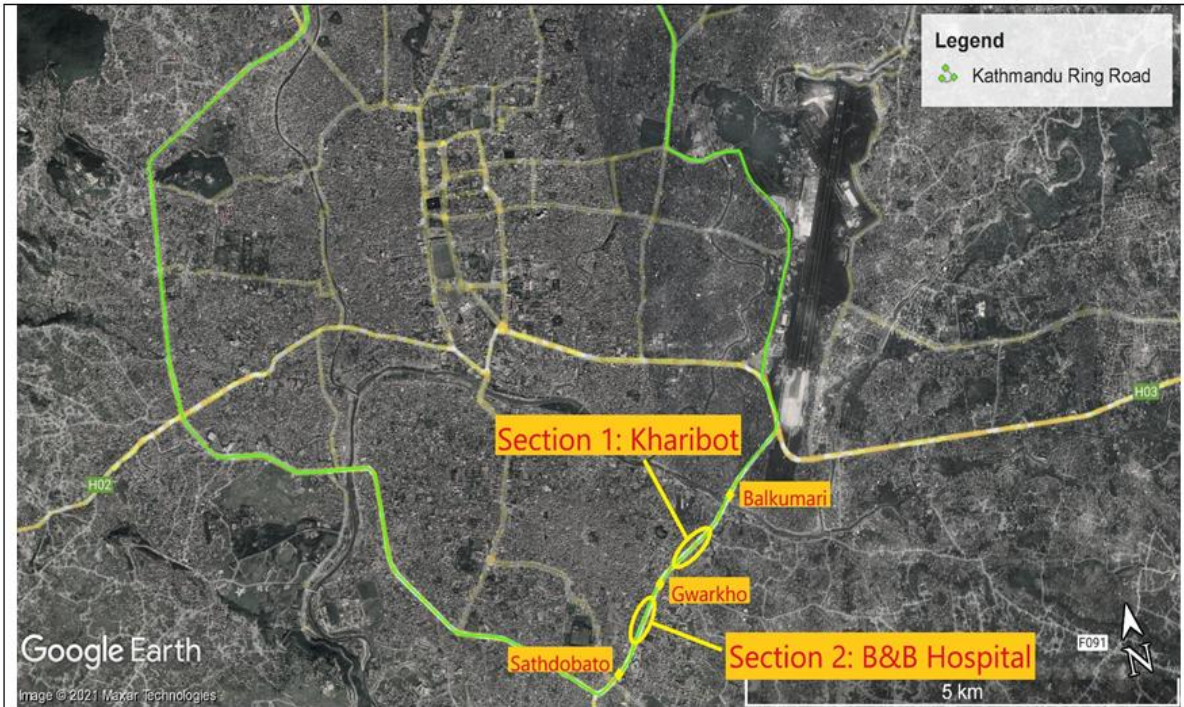 Legend
Kathmandu Ring Road
H03
Section 1: Kharibot
H02
Balkumari
Gwarkho
F091
N
Section 2: B&B Hospital
Sathdobato
Google Earth
5 km
Image © 2021 Maxar Technologies